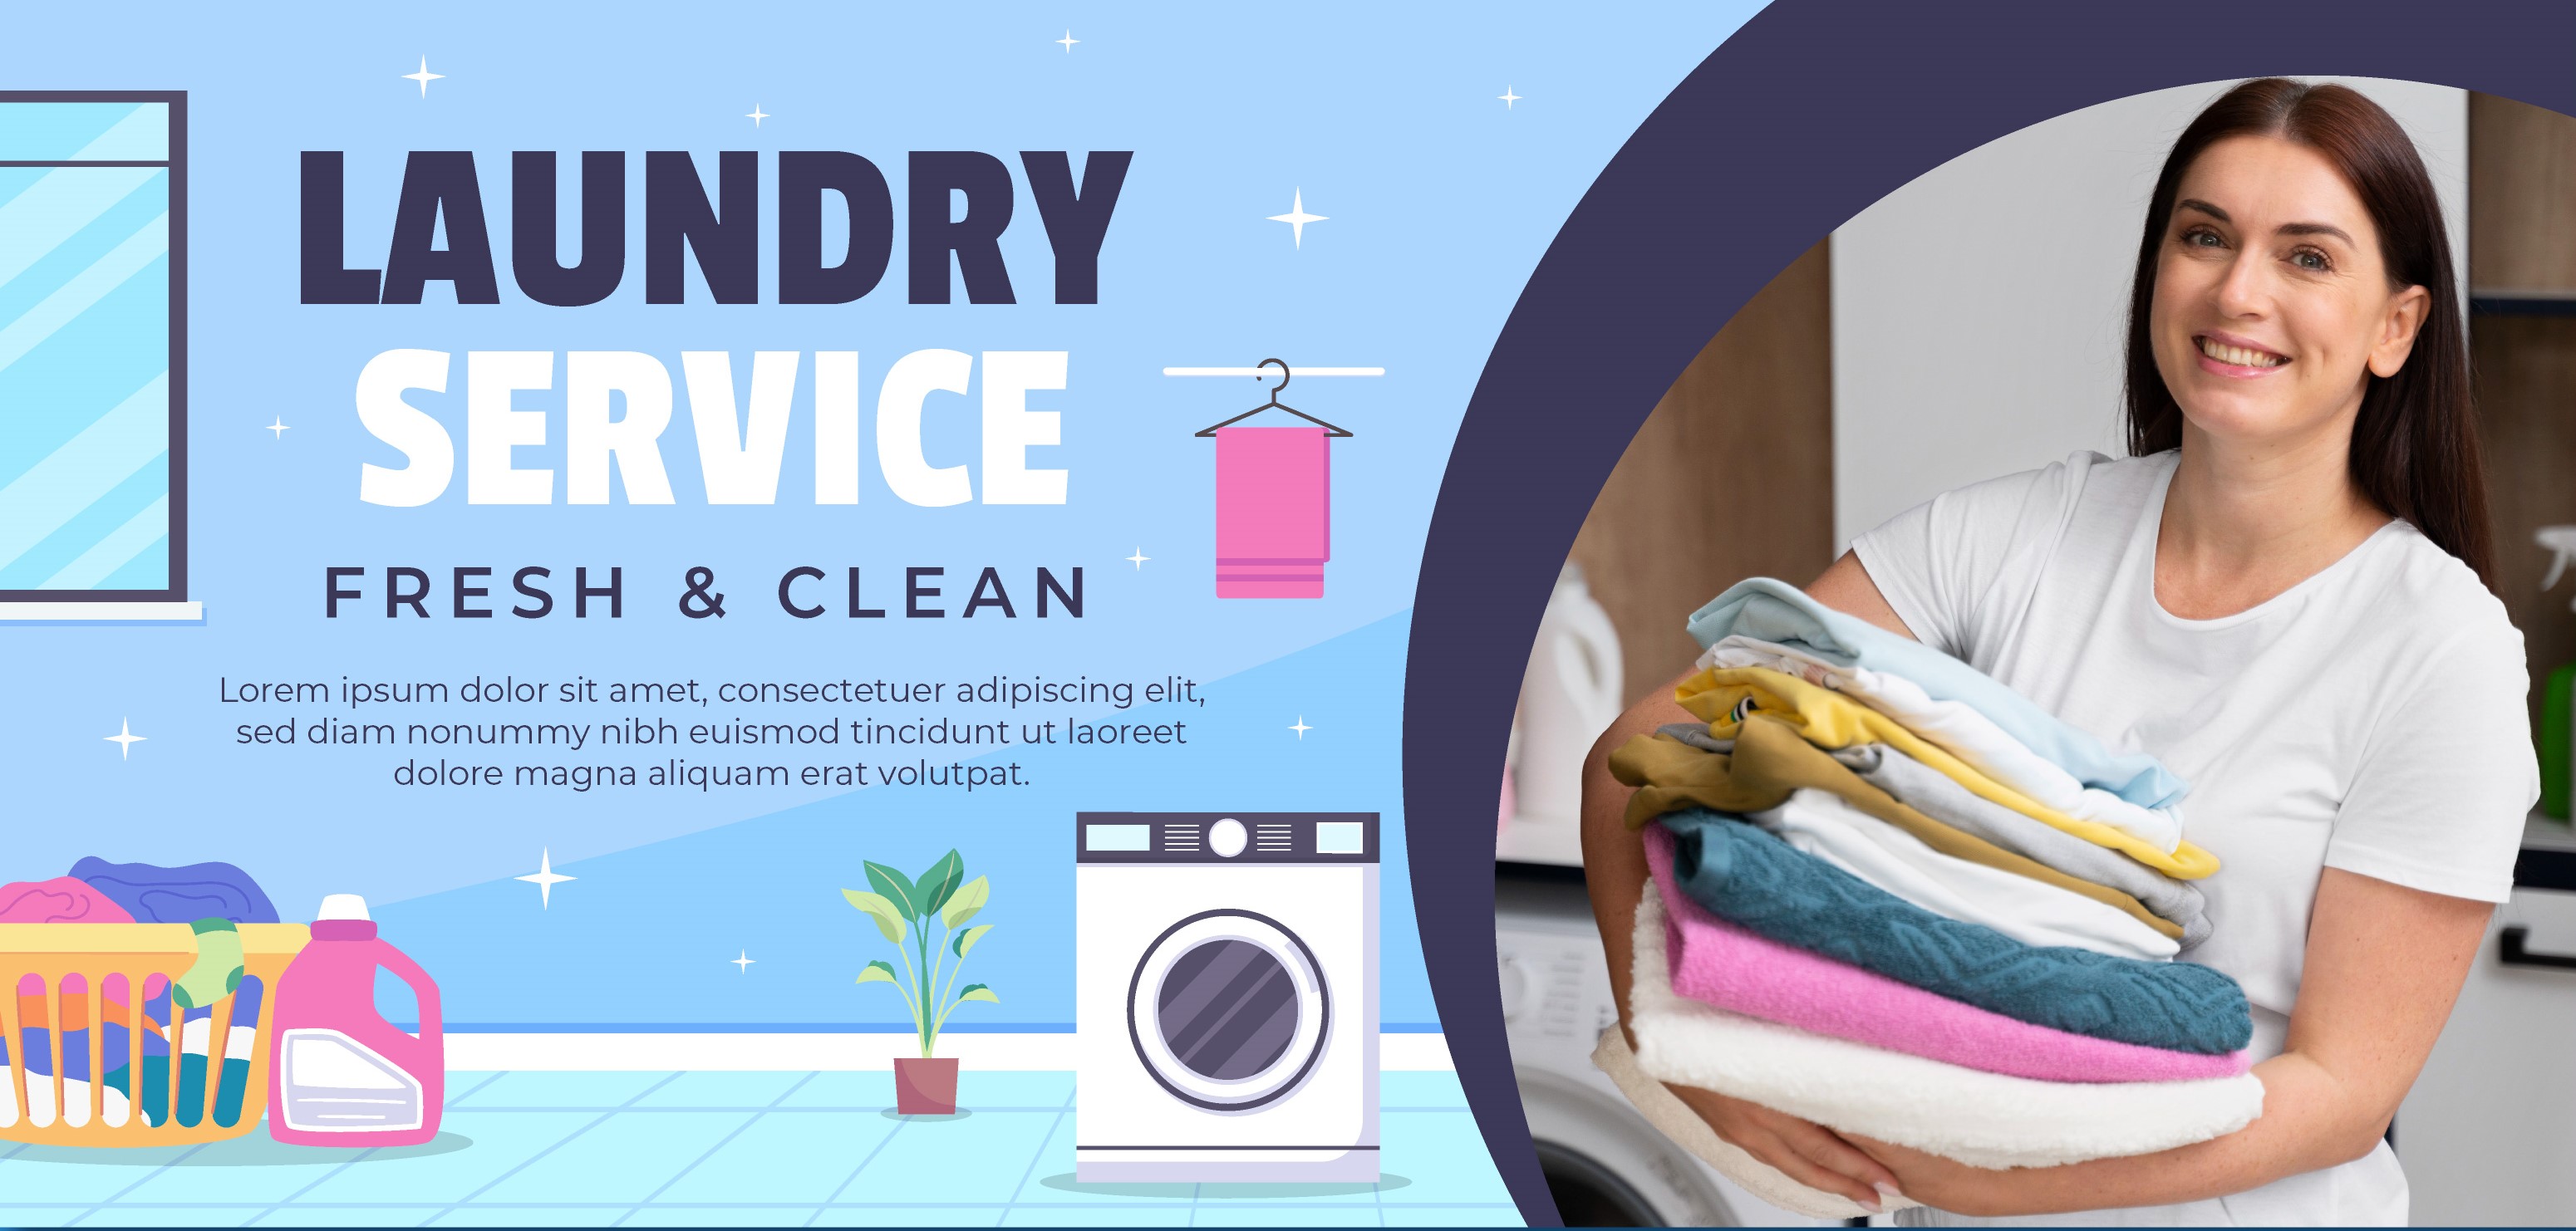 LAUNDRY
SERVICE
FRESH & CLEAN
Lorem ipsum dolor sit amet, consectetuer adipiscing elit,
sed diam nonummy nibh euismod tincidunt ut laoreet
dolore magna aliquam erat volutpat.